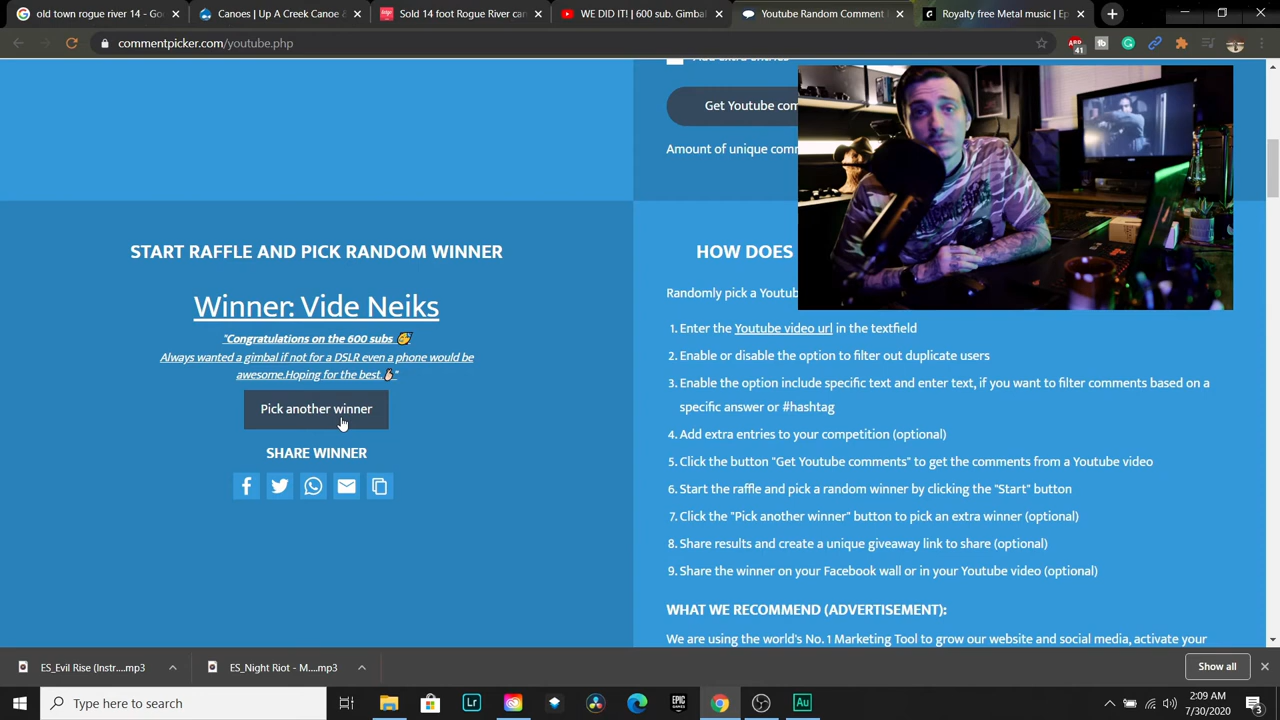 old town rogue river 14 - Goo
Canoes | Up A Creek Canoe &
Sold 14 foot Rogue River can
WE DID IT! | 600 sub. Gimbal
Youtube Random Comment
Royalty free Metal music | Ep
commentpicker.com/youtube.php
41
Get Youtube com
Amount of unique comm
START RAFFLE AND PICK RANDOM WINNER
Winner: Vide Neiks
"Congratulations on the 600 subs
Always wanted a gimbal if not for a DSLR even a phone would be
awesome.Hoping for the best. "
Pick another winner
SHARE WINNER
HOW DOES
Randomly pick a Youtub
1. Enter the Youtube video url in the textfield
2. Enable or disable the option to filter out duplicate users
3. Enable the option include specific text and enter text, if you want to filter comments based on a
specific answer or #hashtag
4. Add extra entries to your competition (optional)
5. Click the button "Get Youtube comments" to get the comments from a Youtube video
6. Start the raffle and pick a random winner by clicking the "Start" button
7. Click the "Pick another winner" button to pick an extra winner (optional)
8. Share results and create a unique giveaway link to share (optional)
9. Share the winner on your Facebook wall or in your Youtube video (optional)
WHAT WE RECOMMEND (ADVERTISEMENT):
We are using the world's No. 1 Marketing Tool to grow our website and social media, activate your
ES_Evil Rise (Instr....mp3
ES_Night Riot - M....mp3
Show all
Type here to search
Lr
EPIC
GAMES
Au
2:09 AM
7/30/2020
3